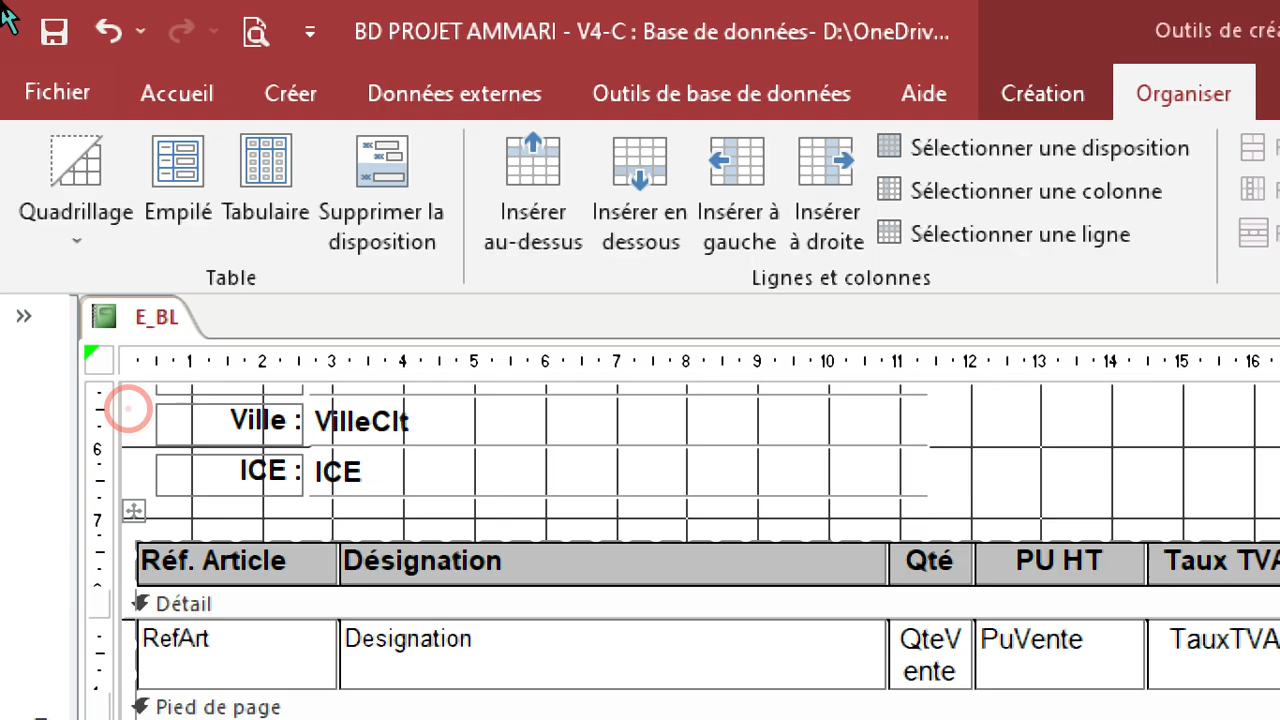 BD PROJET AMMARI - V4-C : Base de données- D:\OneDriv...
Outils de cré
Fichier
Accueil
Créer
Données externes
Outils de base de données
Aide
Création
Organiser
Quadrillage
Empilé
Tabulaire
Supprimer la
disposition
Table
Insérer
au-dessus
Insérer en
dessous
Insérer à
gauche
Insérer
à droite
Sélectionner une disposition
Sélectionner une colonne
Sélectionner une ligne
Lignes et colonnes
E_BL
1 2 3 4 5 6 7 8 9 10 11 12 13 14 15 16
Ville : VilleClt
6
ICE : ICE
7
Réf. Article Désignation Qté PU HT Taux TVA
Détail
RefArt Designation QteV
ente PuVente TauxTVA
Pied de page